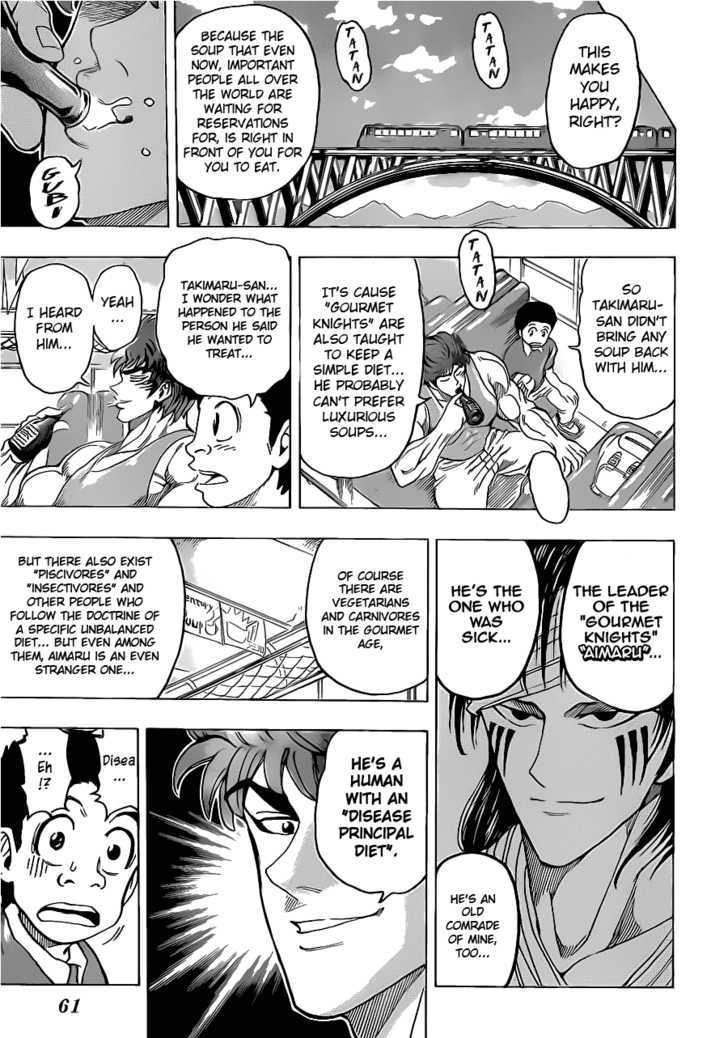 THIS
MAKES
YOU
HAPPY,
RIGHT?
TATAN
TATAN
BECAUSE THE
SOUP THAT EVEN
NOW, IMPORTANT
PEOPLE ALL OVER
THE WORLD ARE
WAITING FOR
RESERVATIONS
FOR, IS RIGHT IN
FRONT OF YOU FOR
YOU TO EAT.
GUBI
SO
TAKIMARU-
SAN DIDN'T
BRING ANY
SOUP BACK
WITH HIM...
TATAN
IT'S CAUSE
"GOURMET
KNIGHTS" ARE
ALSO TAUGHT
TO KEEP A
SIMPLE DIET...
HE PROBABLY
CAN'T PREFER
LUXURIOUS
SOUPS...
TAKIMARU-SAN...
I WONDER WHAT
HAPPENED TO THE
PERSON HE SAID
HE WANTED TO
TREAT...
YEAH
...
I HEARD
FROM
HIM...
THE LEADER
OF THE
"GOURMET
KNIGHTS"
"AIMARU"...
HE'S THE
ONE WHO
WAS
SICK...
HE'S AN
OLD
COMRADE
OF MINE,
TOO...
OF COURSE
THERE ARE
VEGETARIANS
AND CARNIVORES
IN THE GOURMET
AGE,
BUT THERE ALSO EXIST
"PISCIVORES" AND
"INSECTIVORES" AND
OTHER PEOPLE WHO
FOLLOW THE DOCTRINE OF
A SPECIFIC UNBALANCED
DIET... BUT EVEN AMONG
THEM, AIMARU IS AN EVEN
STRANGER ONE...
HE'S A
HUMAN
WITH AN
"DISEASE
PRINCIPAL
DIET".
Disea
...
...
Eh
!?
61